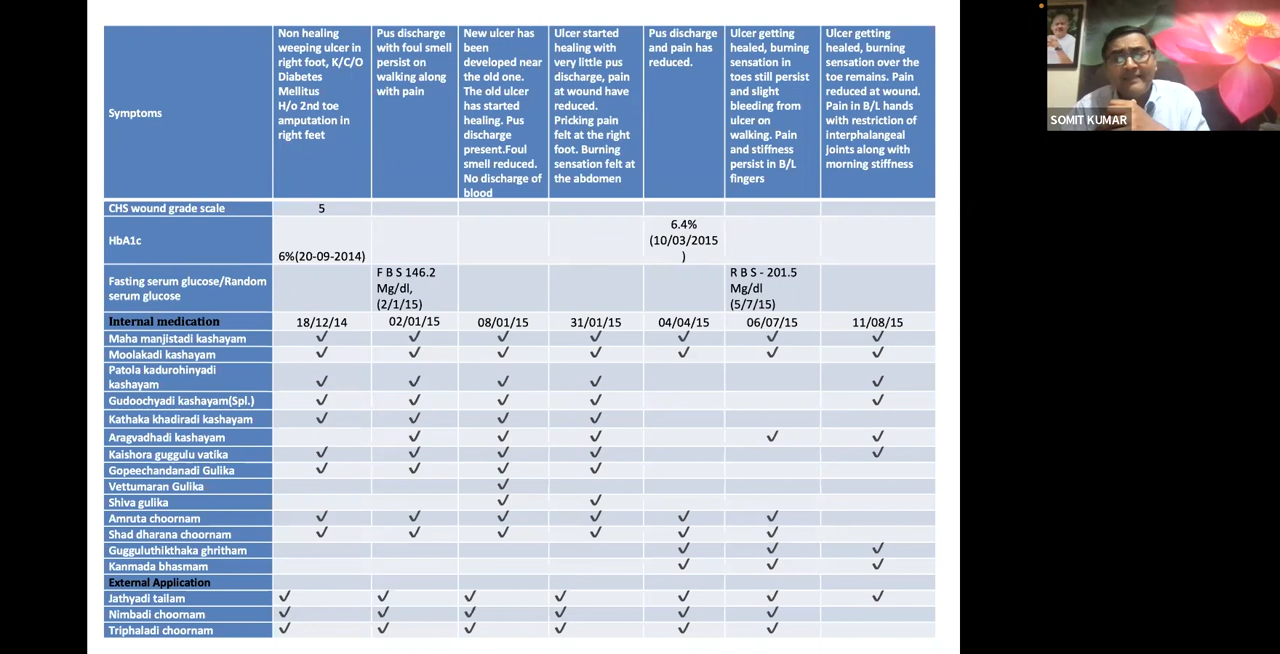 Symptoms
Non healing
weeping ulcer in
right foot, K/C/O
Diabetes
Mellitus
H/o 2nd toe
amputation in
right feet
Pus discharge
with foul smell
persist on
walking along
with pain
New ulcer has
been
developed near
the old one.
The old ulcer
has started
healing. Pus
discharge
present.Foul
smell reduced.
No discharge of
blood
Ulcer started
healing with
very little pus
discharge, pain
at wound have
reduced.
Pricking pain
felt at the right
foot. Burning
sensation felt at
the abdomen
Pus discharge
and pain has
reduced.
Ulcer getting
healed, burning
sensation in
toes still persist
and slight
bleeding from
ulcer on
walking. Pain
and stiffness
persist in B/L
fingers
Ulcer getting
healed, burning
sensation over the
toe remains. Pain
reduced at wound.
Pain in B/L hands
with restriction of
interphalangeal
joints along with
morning stiffness
CHS wound grade scale 5
HbA1c
6%(20-09-2014)
6.4%
(10/03/2015
)
Fasting serum glucose/Random
serum glucose
F B S 146.2
Mg/dl,
(2/1/15)
R B S - 201.5
Mg/dl
(5/7/15)
Internal medication 18/12/14 02/01/15 08/01/15 31/01/15 04/04/15 06/07/15 11/08/15
Maha manjistadi kashayam ✓ ✓ ✓ ✓ ✓ ✓ ✓
Moolakadi kashayam ✓ ✓ ✓ ✓ ✓ ✓ ✓
Patola kadurohinyadi
kashayam ✓ ✓ ✓ ✓ ✓
Gudoochyadi kashayam(Spl.) ✓ ✓ ✓ ✓ ✓
Kathaka khadiradi kashayam ✓ ✓ ✓ ✓
Aragvadhadi kashayam ✓ ✓ ✓ ✓ ✓
Kaishora guggulu vatika ✓ ✓ ✓ ✓ ✓
Gopeechandanadi Gulika ✓ ✓ ✓ ✓
Vettumaran Gulika ✓
Shiva gulika ✓ ✓
Amruta choornam ✓ ✓ ✓ ✓ ✓ ✓
Shad dharana choornam ✓ ✓ ✓ ✓ ✓ ✓
Gugguluthikthaka ghritham ✓ ✓ ✓
Kanmada bhasmam ✓ ✓ ✓
External Application
Jathyadi tailam ✓ ✓ ✓ ✓ ✓ ✓ ✓
Nimbadi choornam ✓ ✓ ✓ ✓ ✓ ✓
Triphaladi choornam ✓ ✓ ✓ ✓ ✓ ✓
SOMIT KUMAR